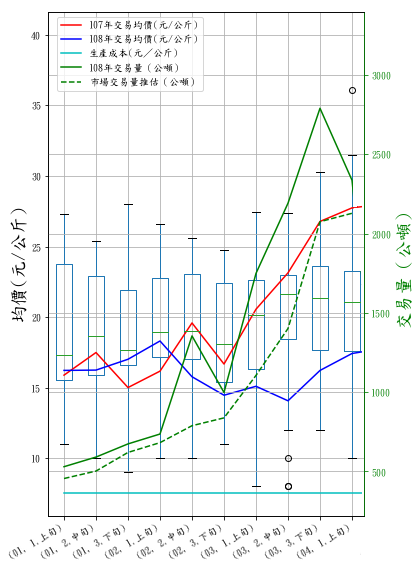 107年交易均價(元/公斤)
108年交易均價(元/公斤)
生產成本(元／公斤)
108年交易量（公噸）
市場交易量推估（公噸）
40
35
30
25
20
15
10
均價(元/公斤)
3000
2500
2000
1500
1000
500
交易量（公噸）
(01, 1.上旬)
(01, 2.中旬)
(01, 3.下旬)
(02, 1.上旬)
(02, 2.中旬)
(02, 3.下旬)
(03, 1.上旬)
(03, 2.中旬)
(03, 3.下旬)
(04, 1.上旬)